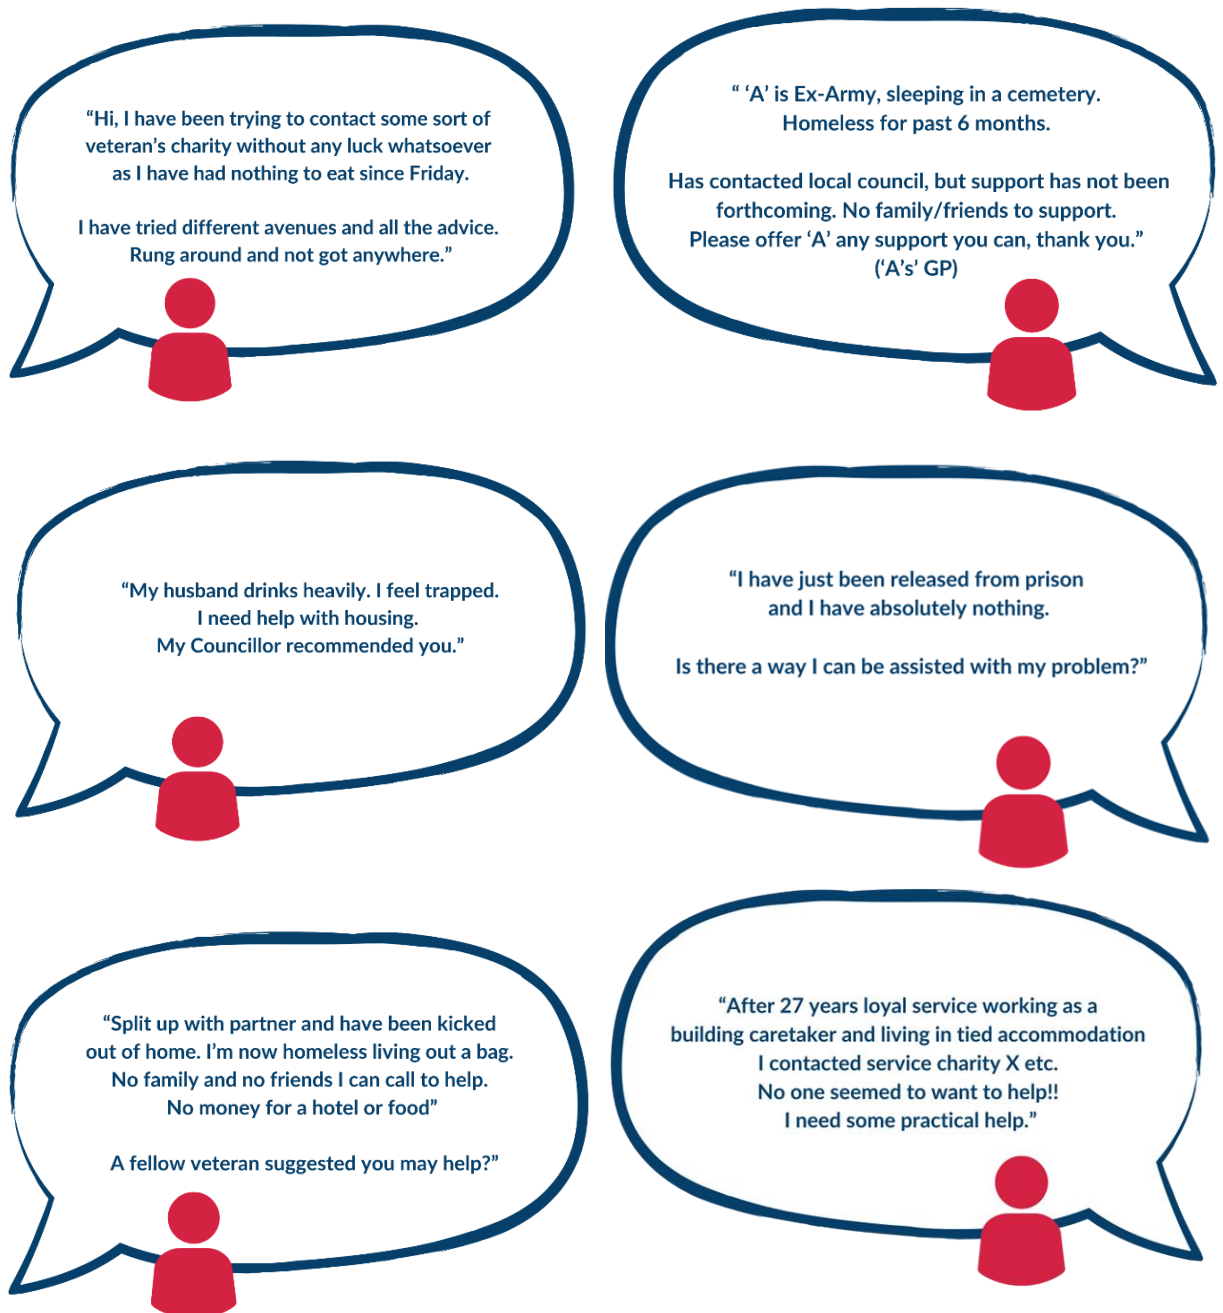 “Hi, I have been trying to contact some sort of
veteran’s charity without any luck whatsoever
as I have had nothing to eat since Friday.
I have tried different avenues and all the advice.
Rung around and not got anywhere.”
“ ‘A’ is Ex-Army, sleeping in a cemetery.
Homeless for past 6 months.
Has contacted local council, but support has not been
forthcoming. No family/friends to support.
Please offer ‘A’ any support you can, thank you.”
(‘A’s’ GP)
“My husband drinks heavily. I feel trapped.
I need help with housing.
My Councillor recommended you.”
“I have just been released from prison
and I have absolutely nothing.
Is there a way I can be assisted with my problem?”
“Split up with partner and have been kicked
out of home. I’m now homeless living out a bag.
No family and no friends I can call to help.
No money for a hotel or food”
A fellow veteran suggested you may help?”
“After 27 years loyal service working as a
building caretaker and living in tied accommodation
I contacted service charity X etc.
No one seemed to want to help!!
I need some practical help.”